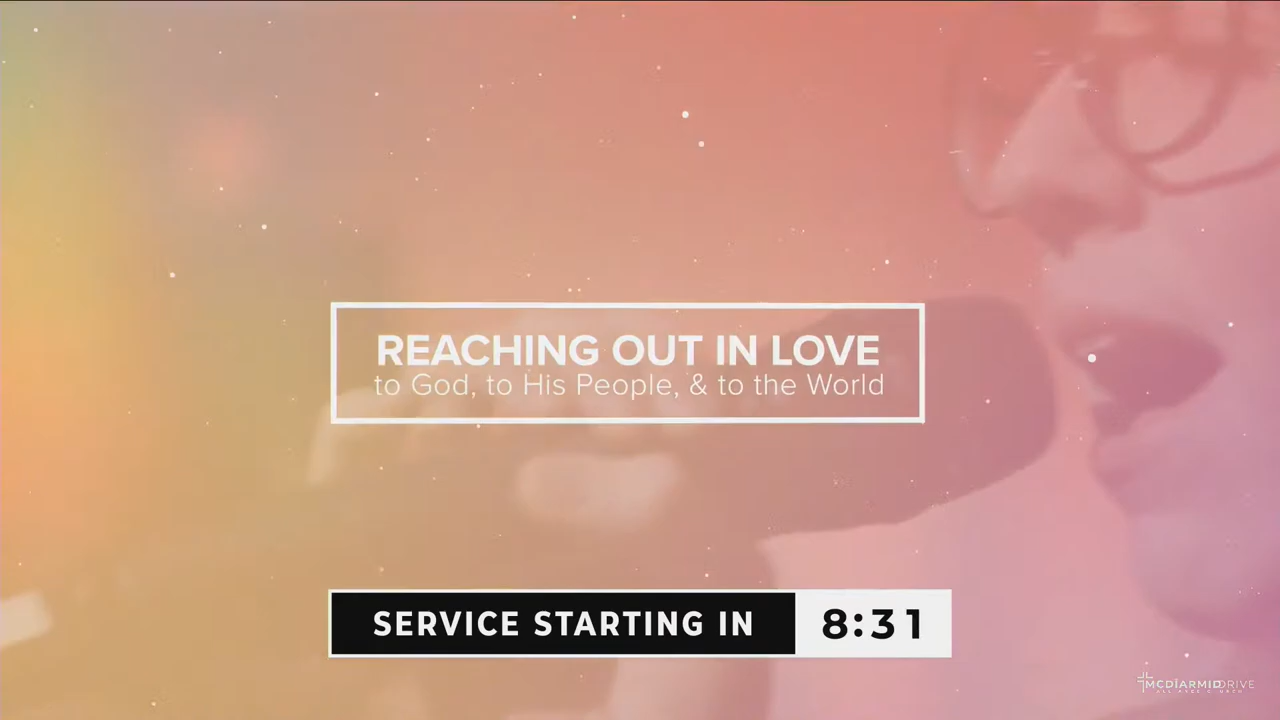 REACHING OUT IN LOVE
to God, to His People, & to the World
SERVICE STARTING IN 8:31
MCDIARMID DRIVE